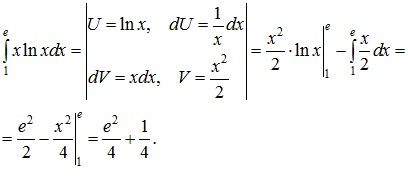 ∫₁ᵉ x ln x dx = | U = ln x, dU = 1/x dx; dV = x dx, V = x²/2 | = x²/2 · ln x |₁ᵉ − ∫₁ᵉ x/2 dx =
= e²/2 − x²/4 |₁ᵉ = e²/4 + 1/4.